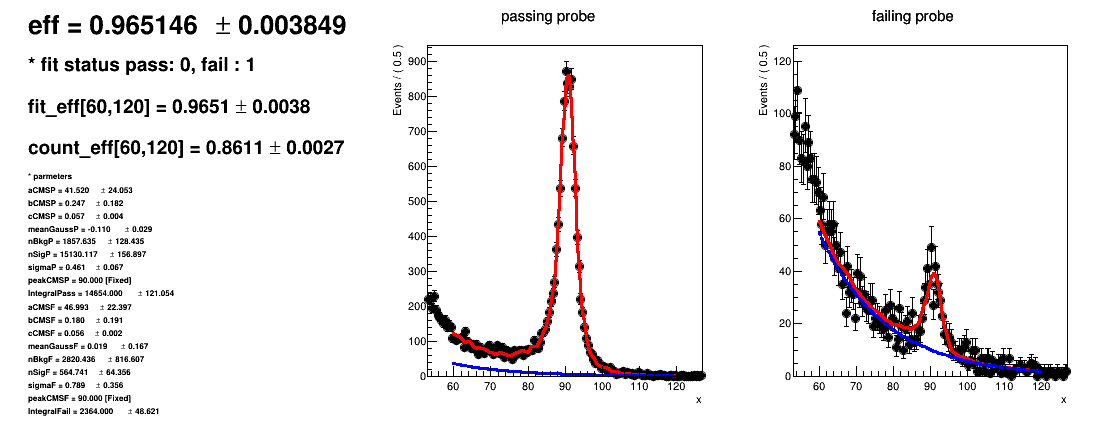 eff = 0.965146 ± 0.003849
* fit status pass: 0, fail : 1
fit_eff[60,120] = 0.9651 ± 0.0038
count_eff[60,120] = 0.8611 ± 0.0027
* parmeters
aCMSP = 41.520 ± 24.053
bCMSP = 0.247 ± 0.182
cCMSP = 0.057 ± 0.004
meanGaussP = -0.110 ± 0.029
nBkgP = 1857.635 ± 128.435
nSigP = 15130.117 ± 156.897
sigmaP = 0.461 ± 0.067
peakCMSP = 90.000 [Fixed]
IntegralPass = 14654.000 ± 121.054
aCMSF = 46.993 ± 22.397
bCMSF = 0.180 ± 0.191
cCMSF = 0.056 ± 0.002
meanGaussF = 0.019 ± 0.167
nBkgF = 2820.436 ± 816.607
nSigF = 564.741 ± 64.356
sigmaF = 0.789 ± 0.356
peakCMSF = 90.000 [Fixed]
IntegralFail = 2364.000 ± 48.621
passing probe
Events / ( 0.5 )
900
800
700
600
500
400
300
200
100
0
60 70 80 90 100 110 120
x
failing probe
Events / ( 0.5 )
120
100
80
60
40
20
0
60 70 80 90 100 110 120
x